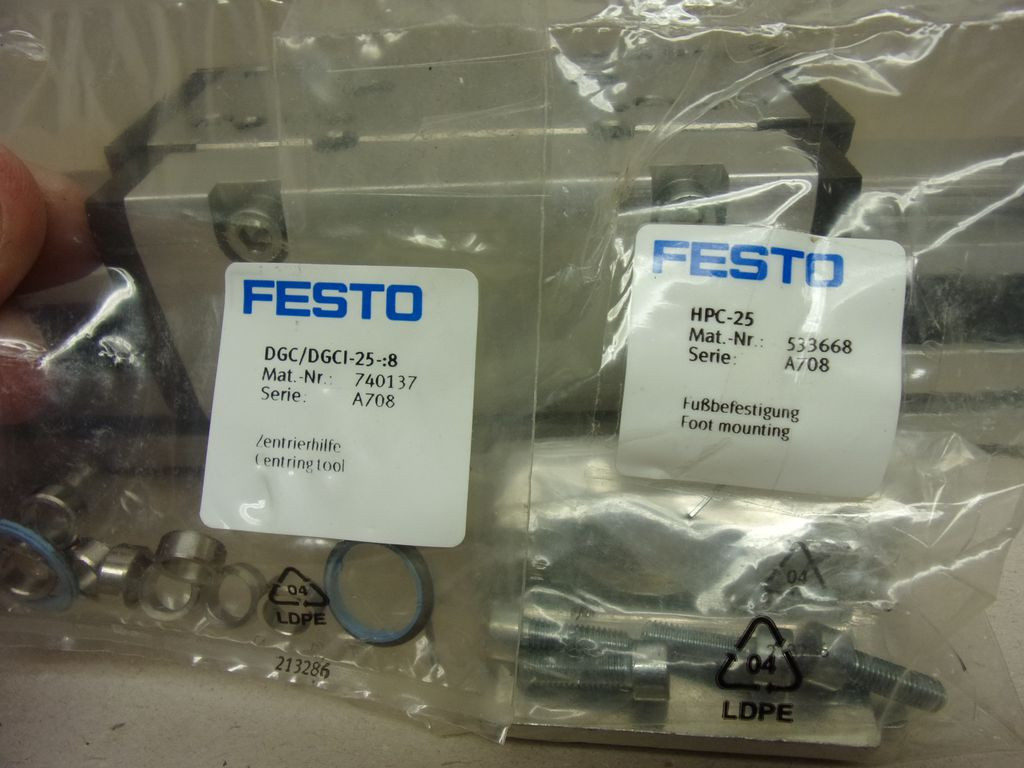 FESTO
DGC/DGCI-25-:8
Mat.-Nr.: 740137
Serie: A708
Zentrierhilfe
Centring tool
04
LDPE
213286
FESTO
HPC-25
Mat.-Nr.: 533668
Serie: A708
Fußbefestigung
Foot mounting
04
04
LDPE